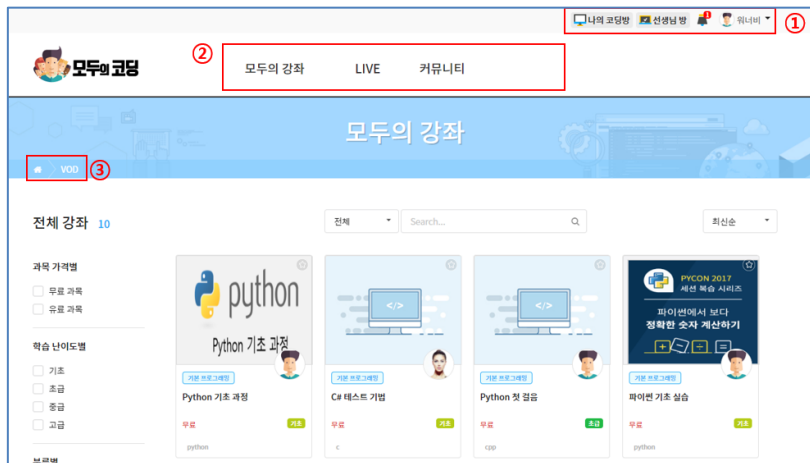 나의 코딩방 선생님 방 1 워너비 ①
모두의 코딩 ② 모두의 강좌 LIVE 커뮤니티
모두의 강좌
VOD ③
전체 강좌 10 전체 Search... 최신순
과목 가격별
무료 과목
유료 과목
학습 난이도별
기초
초급
중급
고급
분류별
python
Python 기초 과정
기본 프로그래밍
Python 기초 과정
무료 기초
python
</>
기본 프로그래밍
C# 테스트 기법
무료 기초
c
</>
기본 프로그래밍
Python 첫 걸음
무료 초급
cpp
PYCON 2017
세션 복습 시리즈
파이썬에서 보다
정확한 숫자 계산하기
기본 프로그래밍
파이썬 기초 실습
무료 기초
python